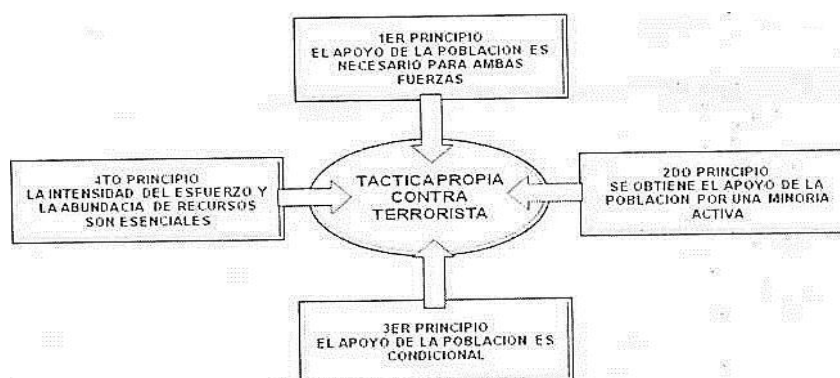 1ER PRINCIPIO
EL APOYO DE LA POBLACION ES
NECESARIO PARA AMBAS
FUERZAS
4TO PRINCIPIO
LA INTENSIDAD DEL ESFUERZO Y
LA ABUNDACIA DE RECURSOS
SON ESENCIALES
TACTICA PROPIA
CONTRA
TERRORISTA
2DO PRINCIPIO
SE OBTIENE EL APOYO DE LA
POBLACION POR UNA MINORIA
ACTIVA
3ER PRINCIPIO
EL APOYO DE LA POBLACION ES
CONDICIONAL